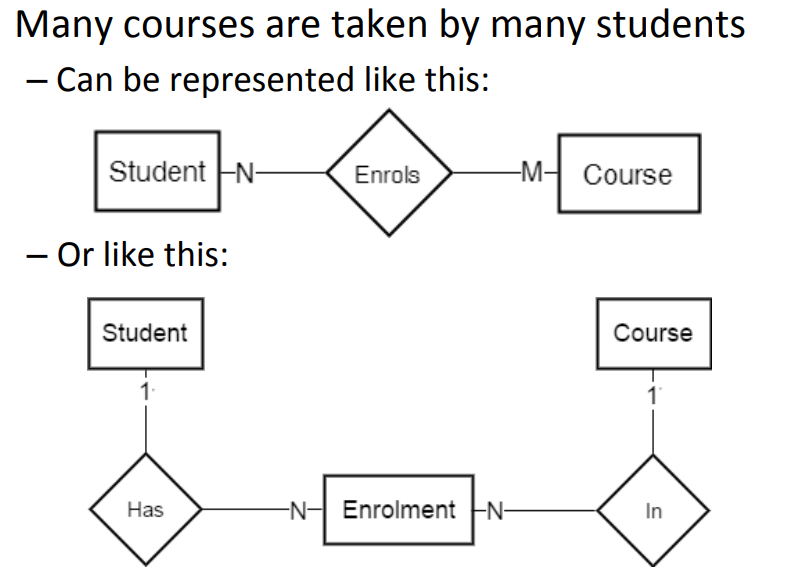 Many courses are taken by many students
– Can be represented like this:
Student N Enrols M Course
– Or like this:
Student Course
1 1
Has N Enrolment N In